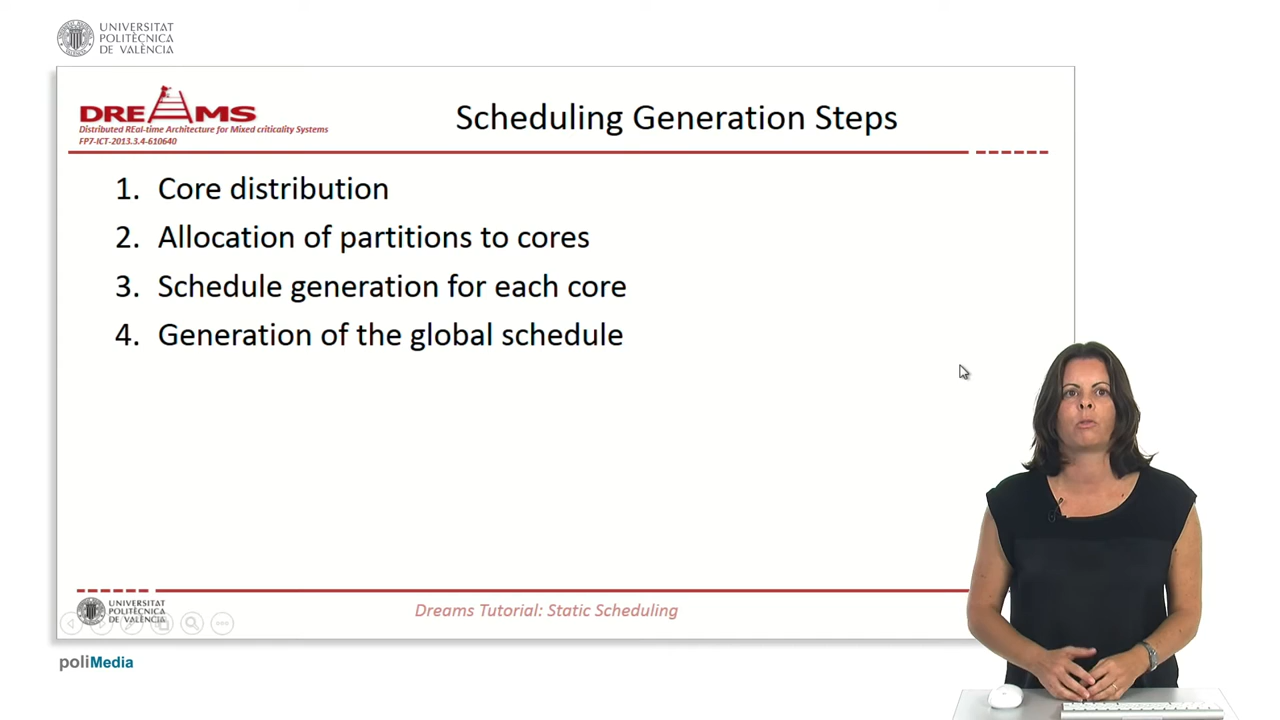 UNIVERSITAT
POLITÈCNICA
DE VALÈNCIA
DREAMS
Distributed REal-time Architecture for Mixed criticality Systems
FP7-ICT-2013.3.4-610640
Scheduling Generation Steps
1. Core distribution
2. Allocation of partitions to cores
3. Schedule generation for each core
4. Generation of the global schedule
UNIVERSITAT
POLITÈCNICA
DE VALÈNCIA
Dreams Tutorial: Static Scheduling
poliMedia